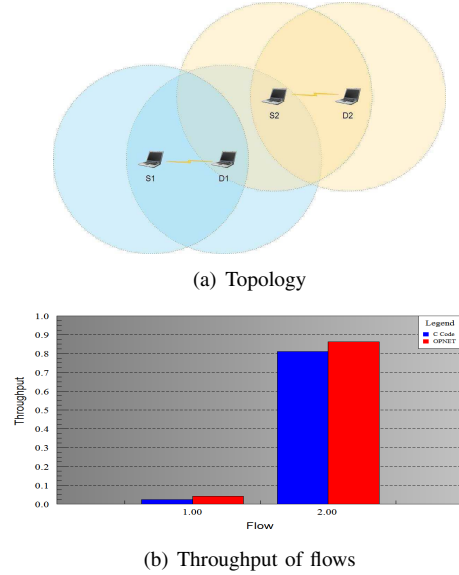 S2
D2
S1
D1
(a) Topology
1.0
0.9
0.8
0.7
0.6
0.5
0.4
0.3
0.2
0.1
0.0
Throughput
Legend
C Code
OPNET
1.00
2.00
Flow
(b) Throughput of flows